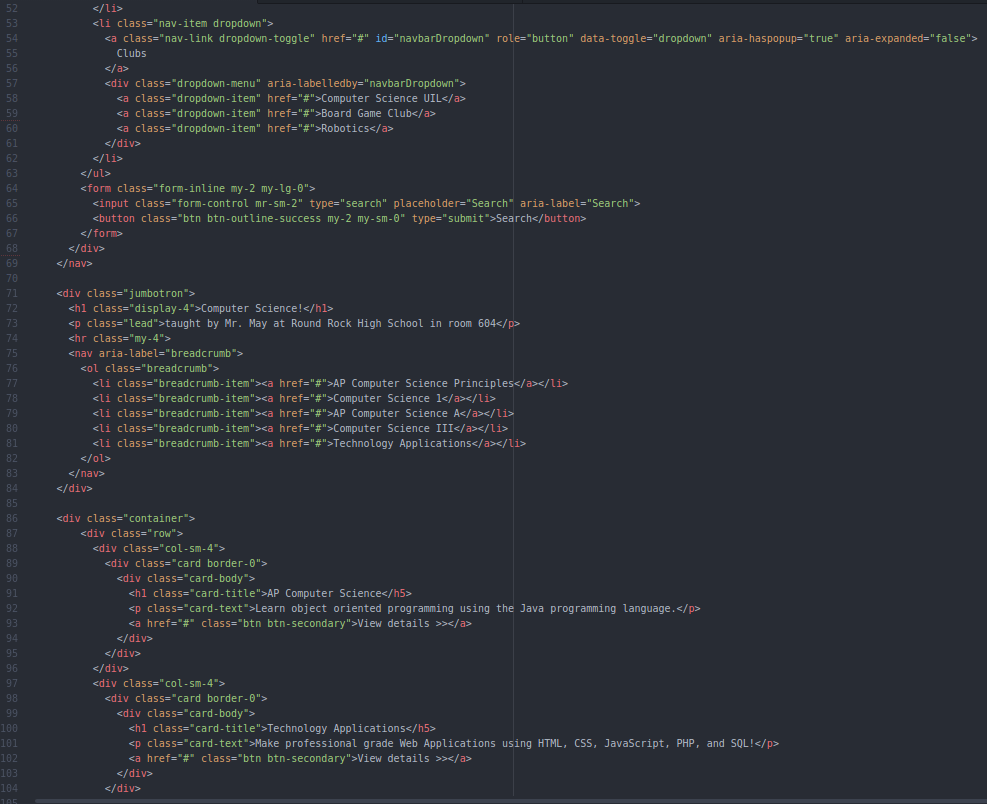 52 </li>
53 <li class="nav-item dropdown">
54 <a class="nav-link dropdown-toggle" href="#" id="navbarDropdown" role="button" data-toggle="dropdown" aria-haspopup="true" aria-expanded="false">
55 Clubs
56 </a>
57 <div class="dropdown-menu" aria-labelledby="navbarDropdown">
58 <a class="dropdown-item" href="#">Computer Science UIL</a>
59 <a class="dropdown-item" href="#">Board Game Club</a>
60 <a class="dropdown-item" href="#">Robotics</a>
61 </div>
62 </li>
63 </ul>
64 <form class="form-inline my-2 my-lg-0">
65 <input class="form-control mr-sm-2" type="search" placeholder="Search" aria-label="Search">
66 <button class="btn btn-outline-success my-2 my-sm-0" type="submit">Search</button>
67 </form>
68 </div>
69 </nav>
70
71 <div class="jumbotron">
72 <h1 class="display-4">Computer Science!</h1>
73 <p class="lead">taught by Mr. May at Round Rock High School in room 604</p>
74 <hr class="my-4">
75 <nav aria-label="breadcrumb">
76 <ol class="breadcrumb">
77 <li class="breadcrumb-item"><a href="#">AP Computer Science Principles</a></li>
78 <li class="breadcrumb-item"><a href="#">Computer Science 1</a></li>
79 <li class="breadcrumb-item"><a href="#">AP Computer Science A</a></li>
80 <li class="breadcrumb-item"><a href="#">Computer Science III</a></li>
81 <li class="breadcrumb-item"><a href="#">Technology Applications</a></li>
82 </ol>
83 </nav>
84 </div>
85
86 <div class="container">
87 <div class="row">
88 <div class="col-sm-4">
89 <div class="card border-0">
90 <div class="card-body">
91 <h1 class="card-title">AP Computer Science</h5>
92 <p class="card-text">Learn object oriented programming using the Java programming language.</p>
93 <a href="#" class="btn btn-secondary">View details >></a>
94 </div>
95 </div>
96 </div>
97 <div class="col-sm-4">
98 <div class="card border-0">
99 <div class="card-body">
100 <h1 class="card-title">Technology Applications</h5>
101 <p class="card-text">Make professional grade Web Applications using HTML, CSS, JavaScript, PHP, and SQL!</p>
102 <a href="#" class="btn btn-secondary">View details >></a>
103 </div>
104 </div>
105